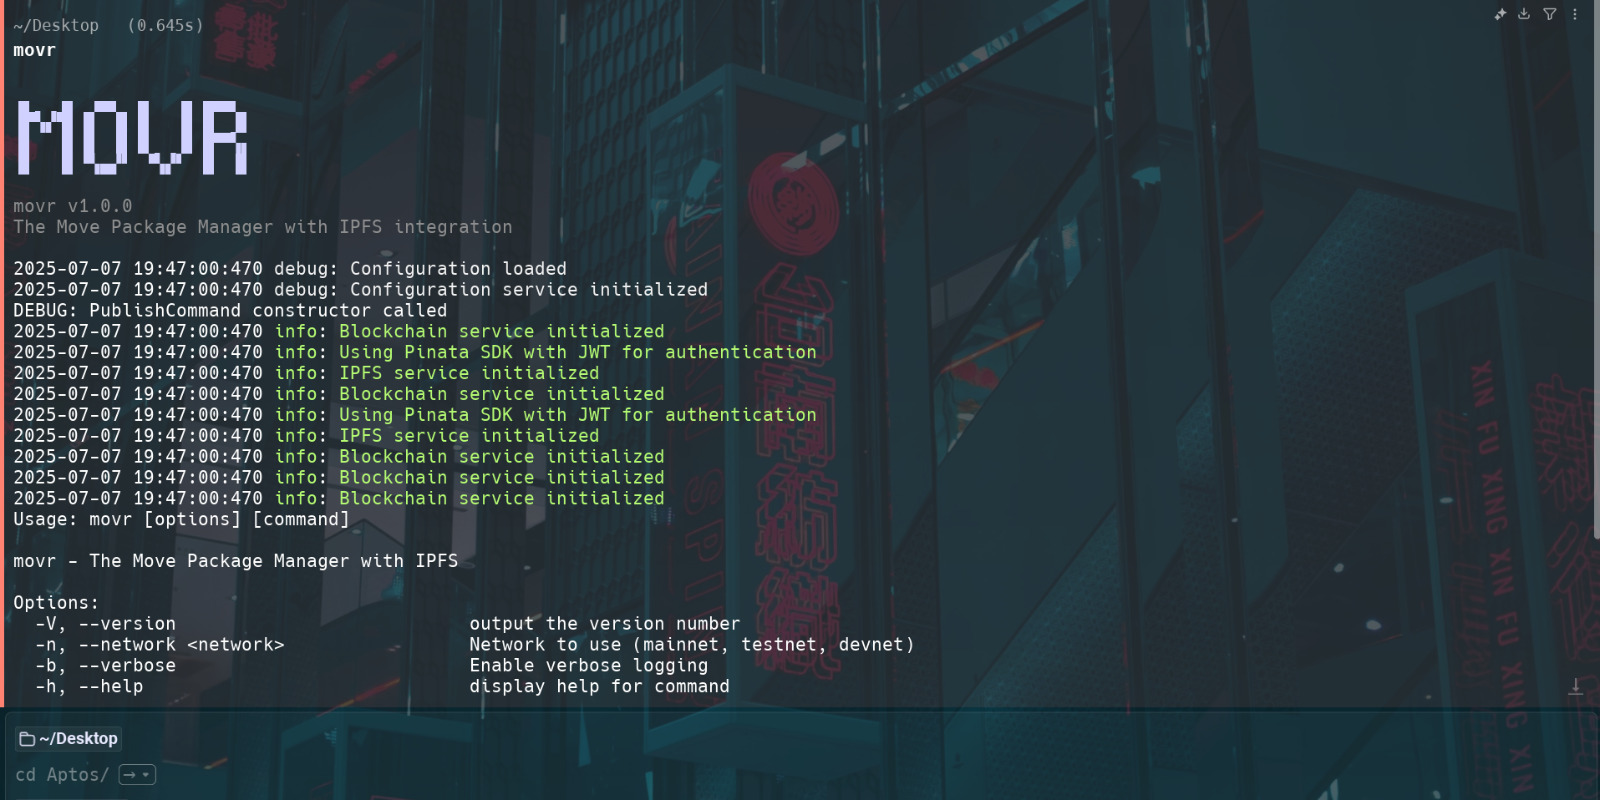 ~/Desktop (0.645s)
movr
MOVR
movr v1.0.0
The Move Package Manager with IPFS integration
2025-07-07 19:47:00:470 debug: Configuration loaded
2025-07-07 19:47:00:470 debug: Configuration service initialized
DEBUG: PublishCommand constructor called
2025-07-07 19:47:00:470 info: Blockchain service initialized
2025-07-07 19:47:00:470 info: Using Pinata SDK with JWT for authentication
2025-07-07 19:47:00:470 info: IPFS service initialized
2025-07-07 19:47:00:470 info: Blockchain service initialized
2025-07-07 19:47:00:470 info: Using Pinata SDK with JWT for authentication
2025-07-07 19:47:00:470 info: IPFS service initialized
2025-07-07 19:47:00:470 info: Blockchain service initialized
2025-07-07 19:47:00:470 info: Blockchain service initialized
2025-07-07 19:47:00:470 info: Blockchain service initialized
Usage: movr [options] [command]
movr - The Move Package Manager with IPFS
Options:
-V, --version output the version number
-n, --network <network> Network to use (mainnet, testnet, devnet)
-b, --verbose Enable verbose logging
-h, --help display help for command
~/Desktop
cd Aptos/
XIN FU XING XIN FU XING XIN